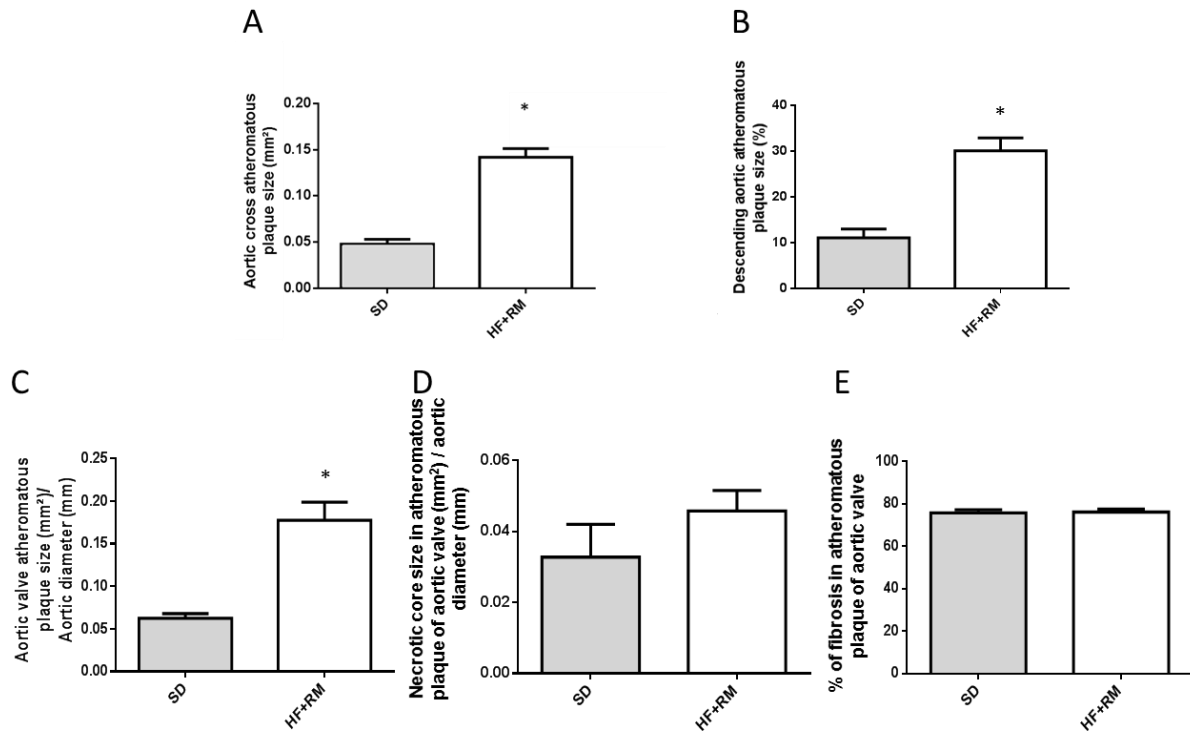 A
Aortic cross atheromatous
plaque size (mm²)
0.20
0.15
0.10
0.05
0.00
*
SD
HF+RM
B
Descending aortic atheromatous
plaque size (%)
40
30
20
10
0
*
SD
HF+RM
C
Aortic valve atheromatous
plaque size (mm²)/
Aortic diameter (mm)
0.25
0.20
0.15
0.10
0.05
0.00
*
SD
HF+RM
D
Necrotic core size in atheromatous
plaque of aortic valve (mm²) / aortic
diameter (mm)
0.06
0.04
0.02
0.00
SD
HF+RM
E
% of fibrosis in atheromatous
plaque of aortic valve
100
80
60
40
20
0
SD
HF+RM